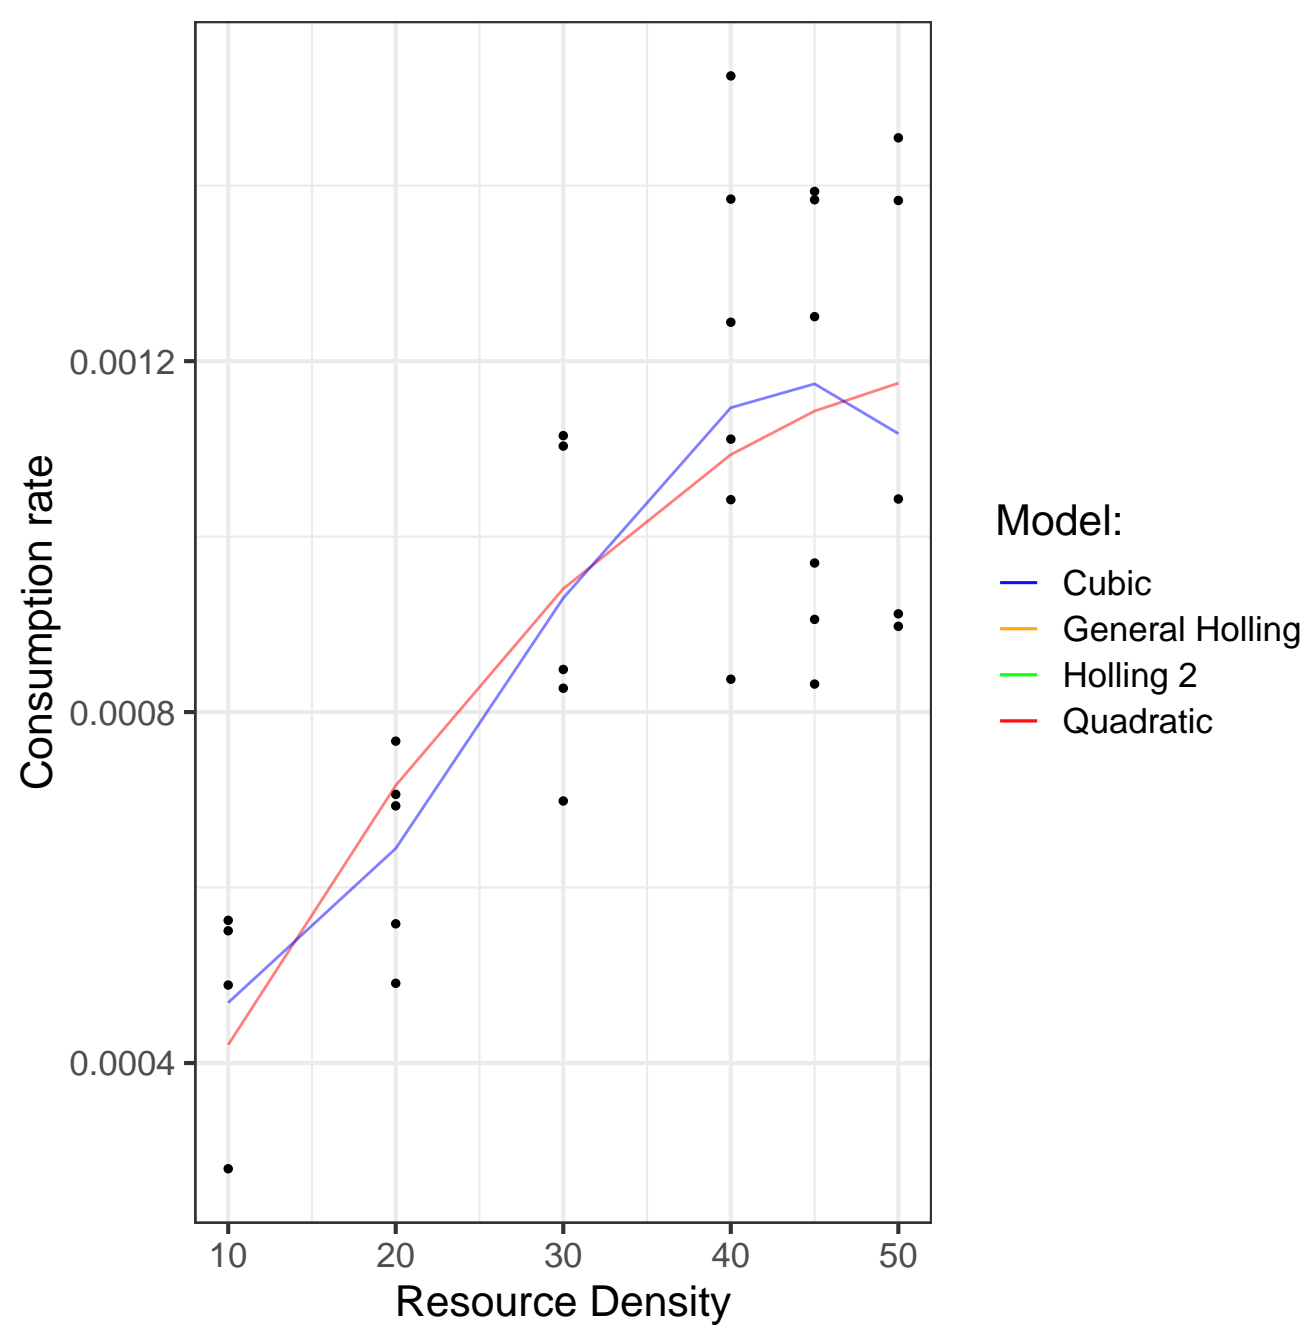 0.0012
0.0008
0.0004
Consumption rate
10 20 30 40 50
Resource Density
Model:
Cubic
General Holling
Holling 2
Quadratic